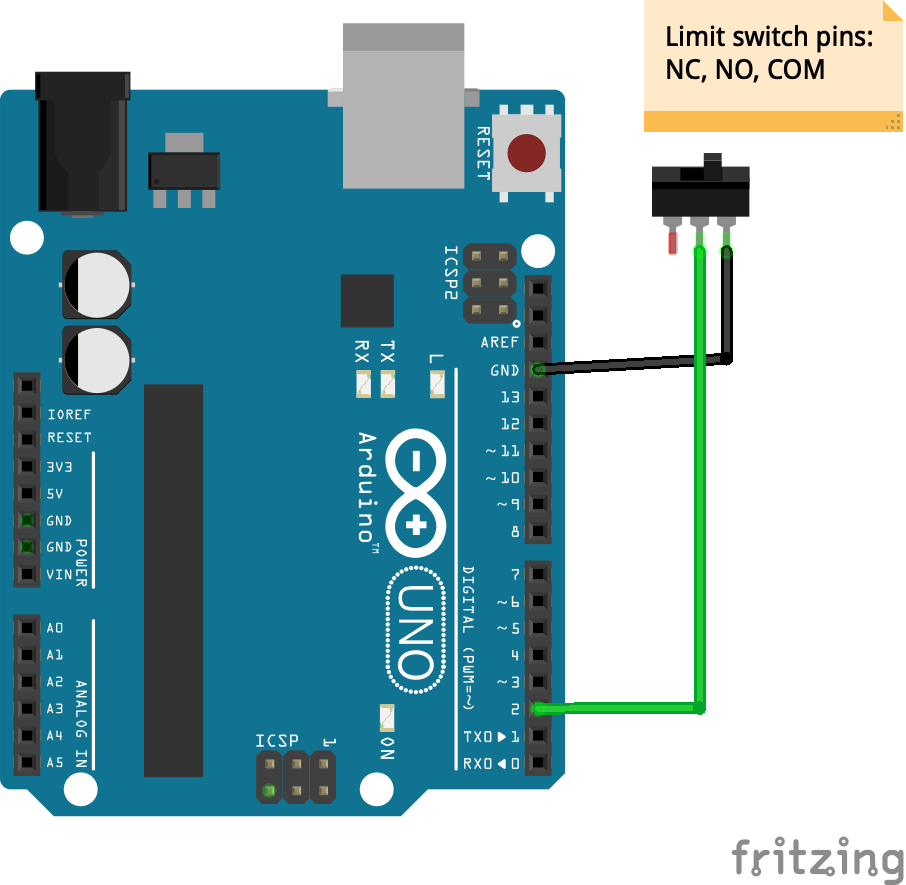 Limit switch pins:
NC, NO, COM
RESET
ICSP2
AREF
GND
13
12
~11
~10
~9
8
RX
TX
L
IOREF
RESET
3V3
5V
GND
GND
VIN
POWER
Arduino™
UNO
7
~6
~5
4
~3
2
TX0▶1
RX0◀0
DIGITAL (PWM=~)
A0
A1
A2
A3
A4
A5
ANALOG IN
ON
ICSP
1
fritzing